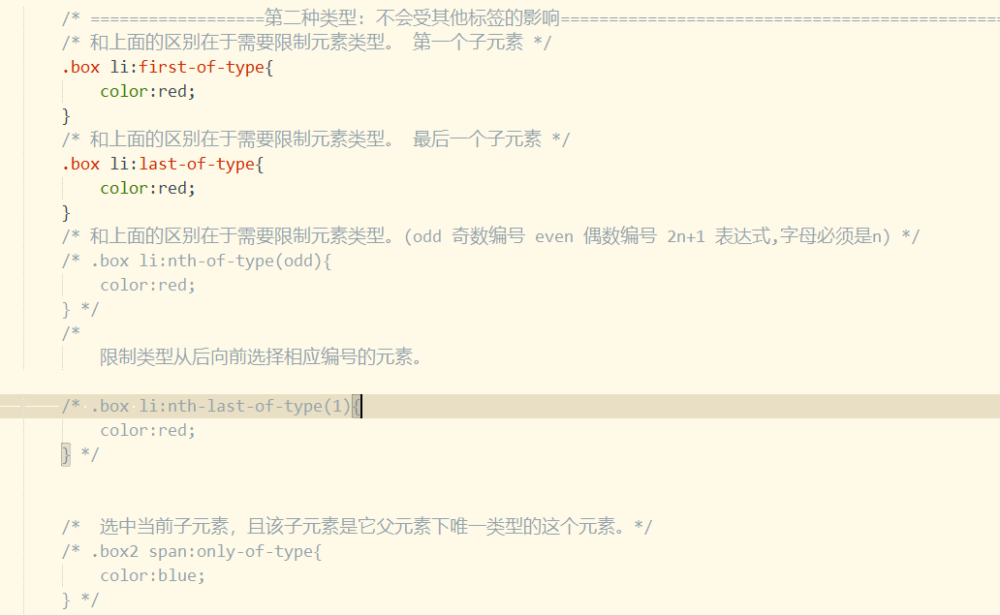 /* ==================第二种类型：不会受其他标签的影响==============================================
/* 和上面的区别在于需要限制元素类型。 第一个子元素 */
.box li:first-of-type{
    color:red;
}
/* 和上面的区别在于需要限制元素类型。 最后一个子元素 */
.box li:last-of-type{
    color:red;
}
/* 和上面的区别在于需要限制元素类型。(odd 奇数编号 even 偶数编号 2n+1 表达式,字母必须是n) */
/* .box li:nth-of-type(odd){
    color:red;
} */
/*
    限制类型从后向前选择相应编号的元素。
/* .box li:nth-last-of-type(1){
    color:red;
} */
/*  选中当前子元素，且该子元素是它父元素下唯一类型的这个元素。*/
/* .box2 span:only-of-type{
    color:blue;
} */